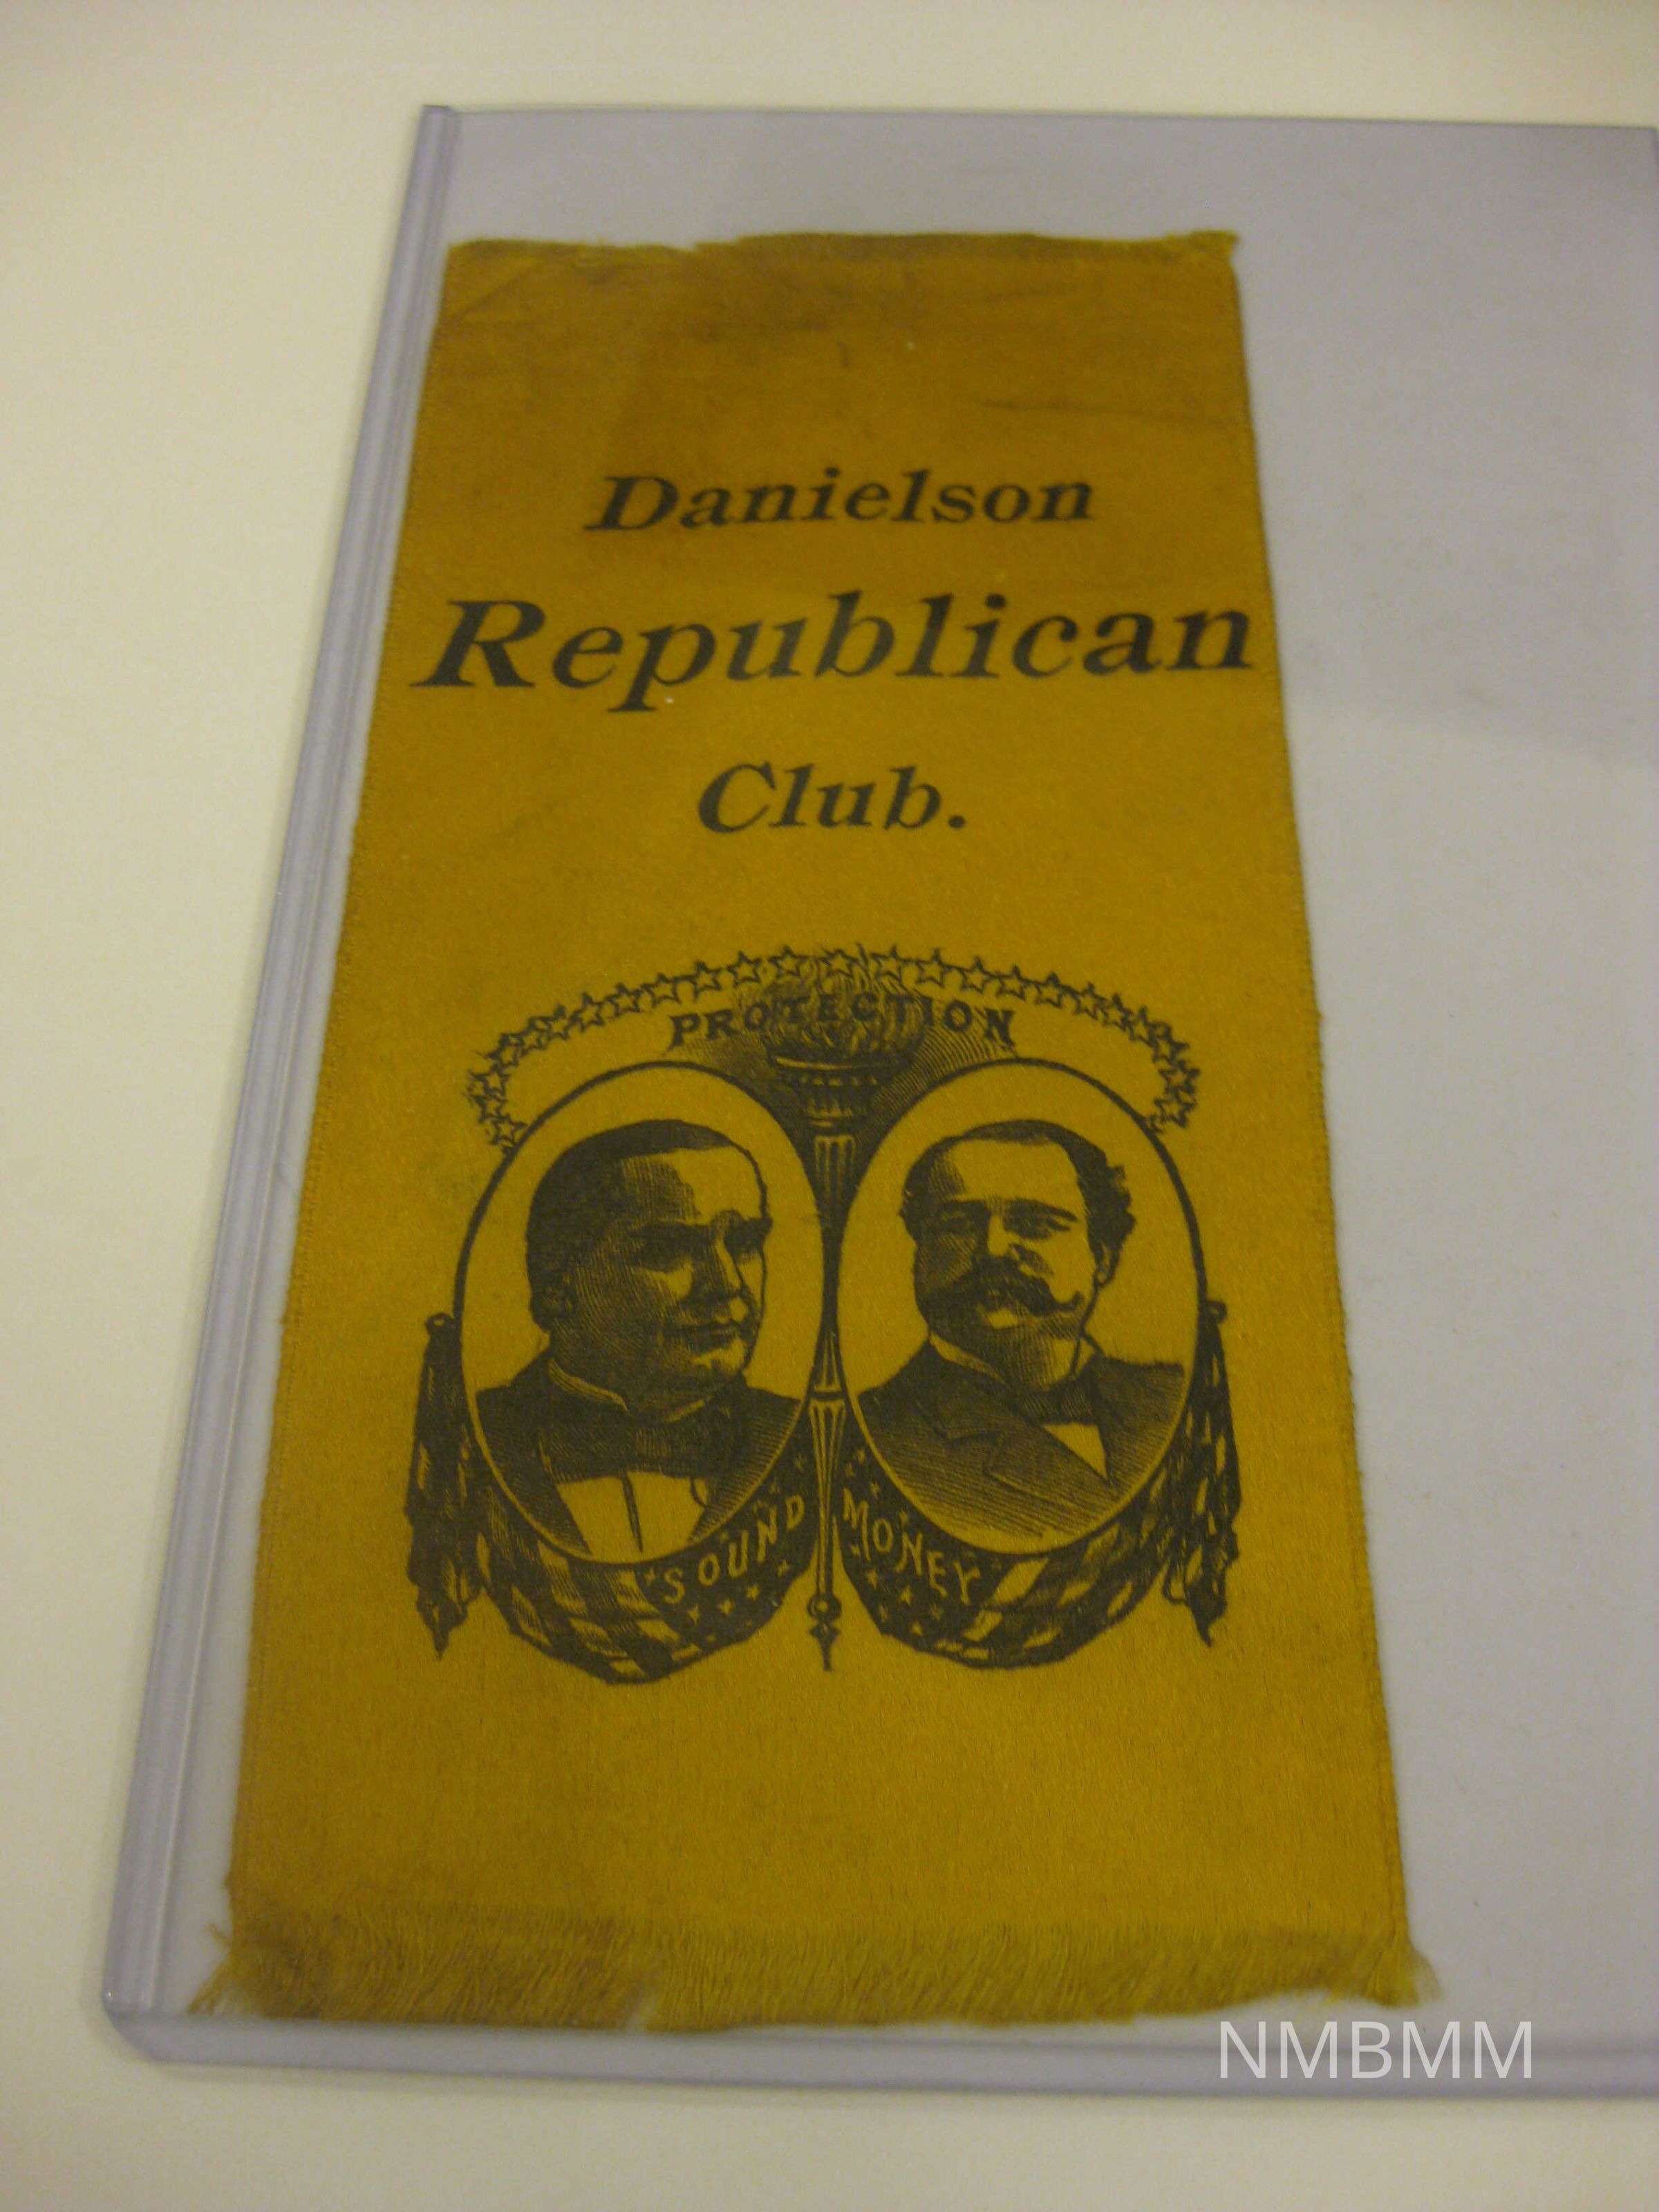 Danielson
Republican
Club.
PROTECTION
SOUND MONEY
NMBMM